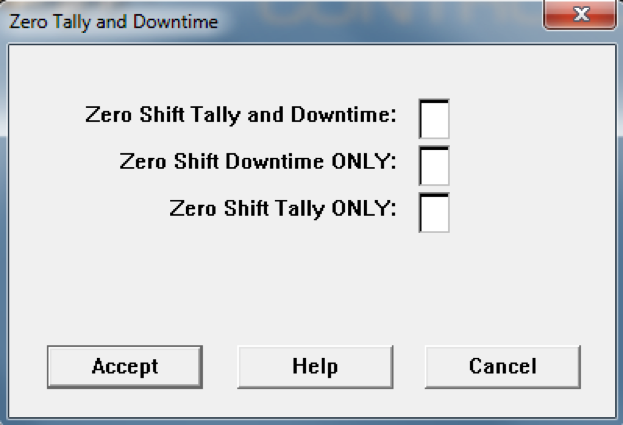 Zero Tally and Downtime
Zero Shift Tally and Downtime:
Zero Shift Downtime ONLY:
Zero Shift Tally ONLY:
Accept Help Cancel